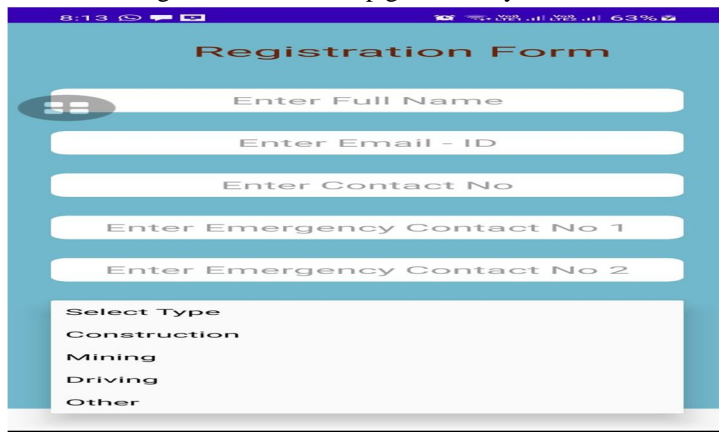 8:13 63%
Registration Form
Enter Full Name
Enter Email - ID
Enter Contact No
Enter Emergency Contact No 1
Enter Emergency Contact No 2
Select Type
Construction
Mining
Driving
Other